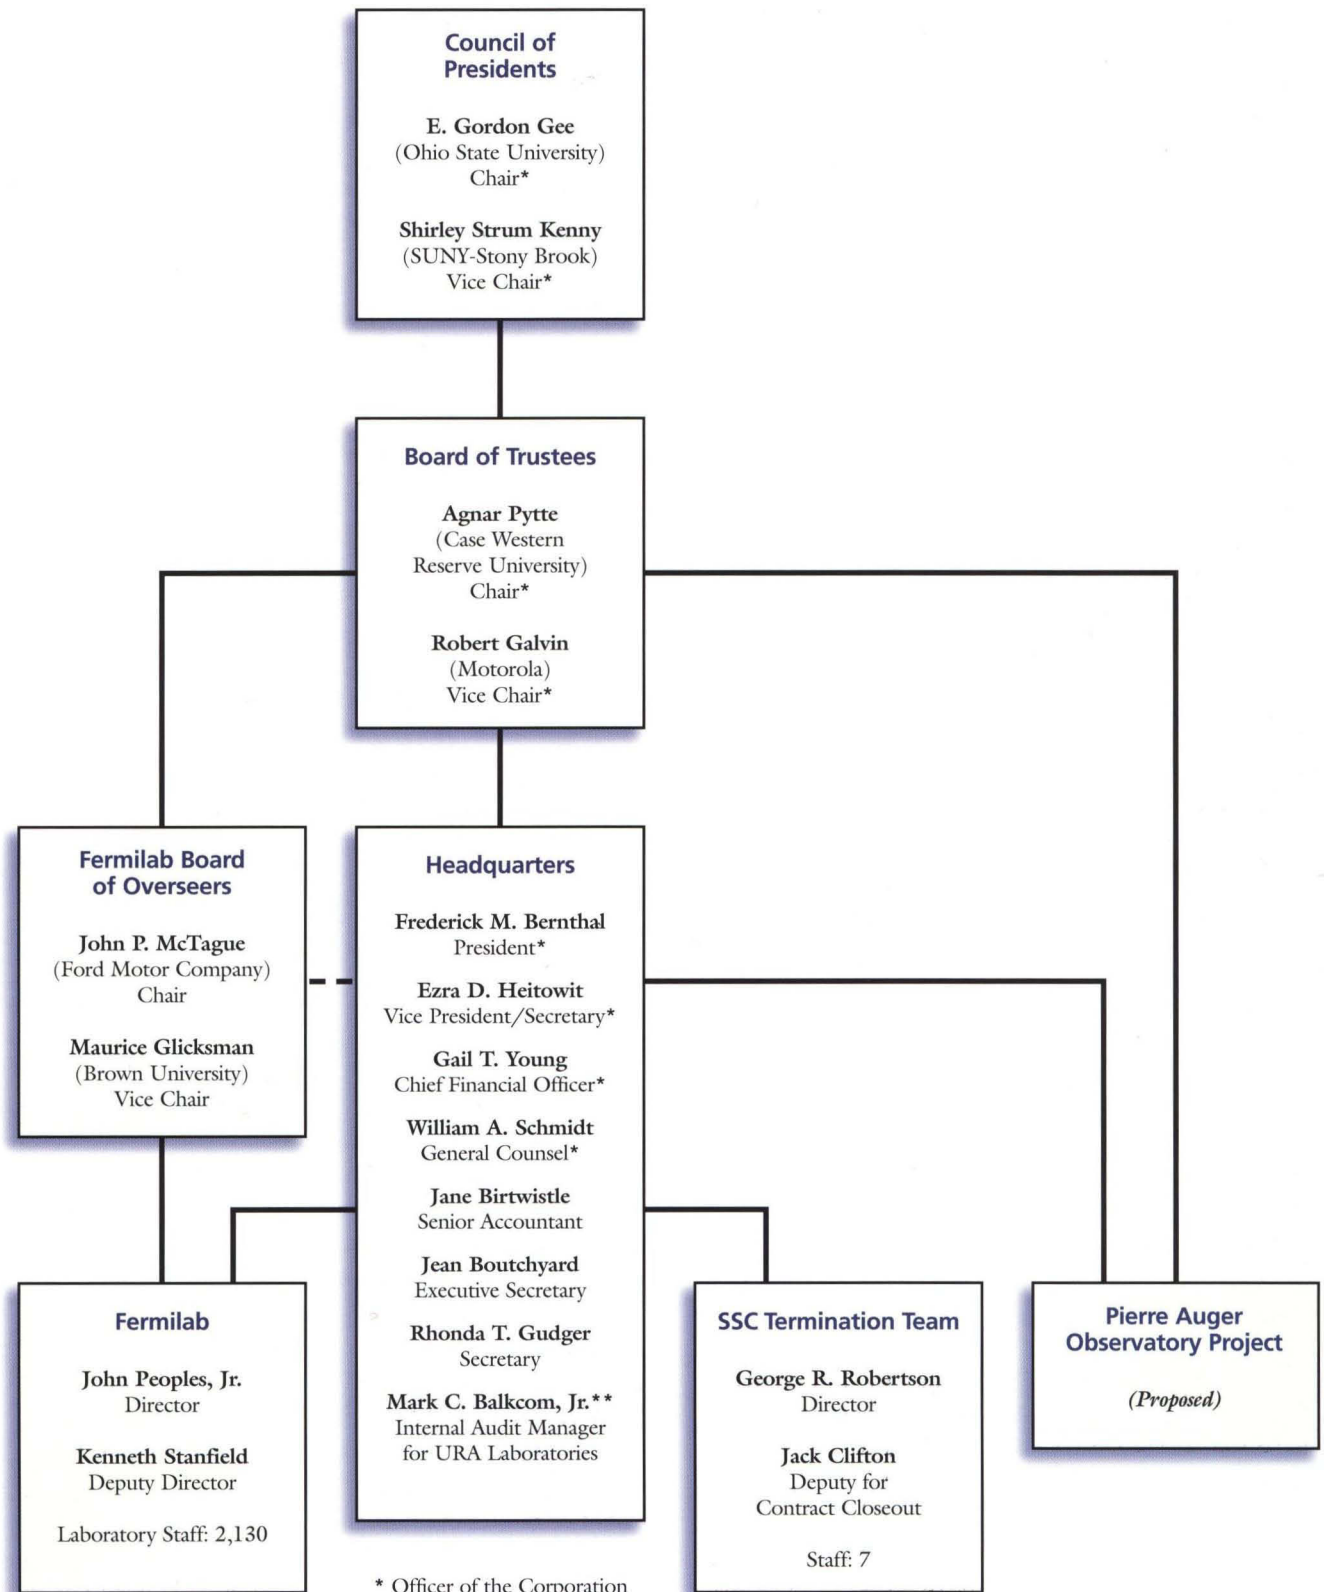 Council of
Presidents
E. Gordon Gee
(Ohio State University)
Chair*
Shirley Strum Kenny
(SUNY-Stony Brook)
Vice Chair*
Board of Trustees
Agnar Pytte
(Case Western
Reserve University)
Chair*
Robert Galvin
(Motorola)
Vice Chair*
Fermilab Board
of Overseers
John P. McTague
(Ford Motor Company)
Chair
Maurice Glicksman
(Brown University)
Vice Chair
Headquarters
Frederick M. Bernthal
President*
Ezra D. Heitowit
Vice President/Secretary*
Gail T. Young
Chief Financial Officer*
William A. Schmidt
General Counsel*
Jane Birtwistle
Senior Accountant
Jean Boutchyard
Executive Secretary
Rhonda T. Gudger
Secretary
Mark C. Balkcom, Jr.**
Internal Audit Manager
for URA Laboratories
Fermilab
John Peoples, Jr.
Director
Kenneth Stanfield
Deputy Director
Laboratory Staff: 2,130
SSC Termination Team
George R. Robertson
Director
Jack Clifton
Deputy for
Contract Closeout
Staff: 7
Pierre Auger
Observatory Project
(Proposed)
* Officer of the Corporation